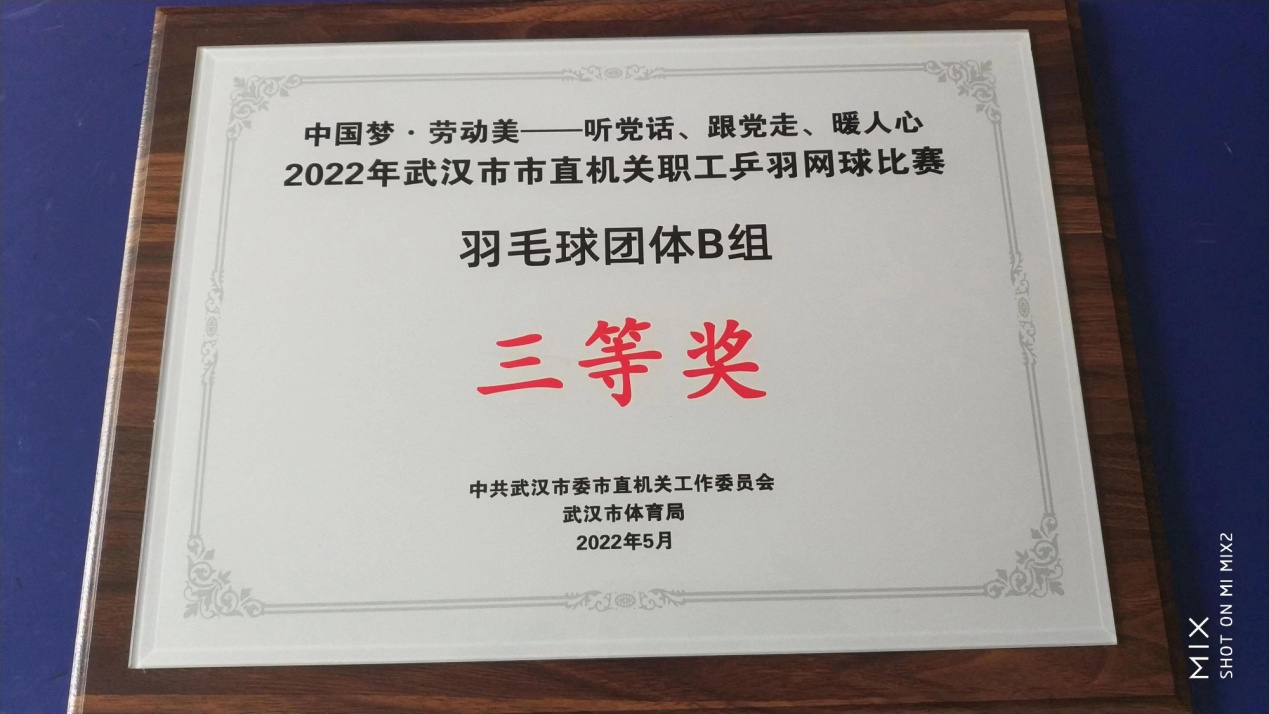 中国梦·劳动美——听党话、跟党走、暖人心
2022年武汉市市直机关职工乒羽网球比赛
羽毛球团体B组
三等奖
中共武汉市委市直机关工作委员会
武汉市体育局
2022年5月
MIX
SHOT ON MI MIX2